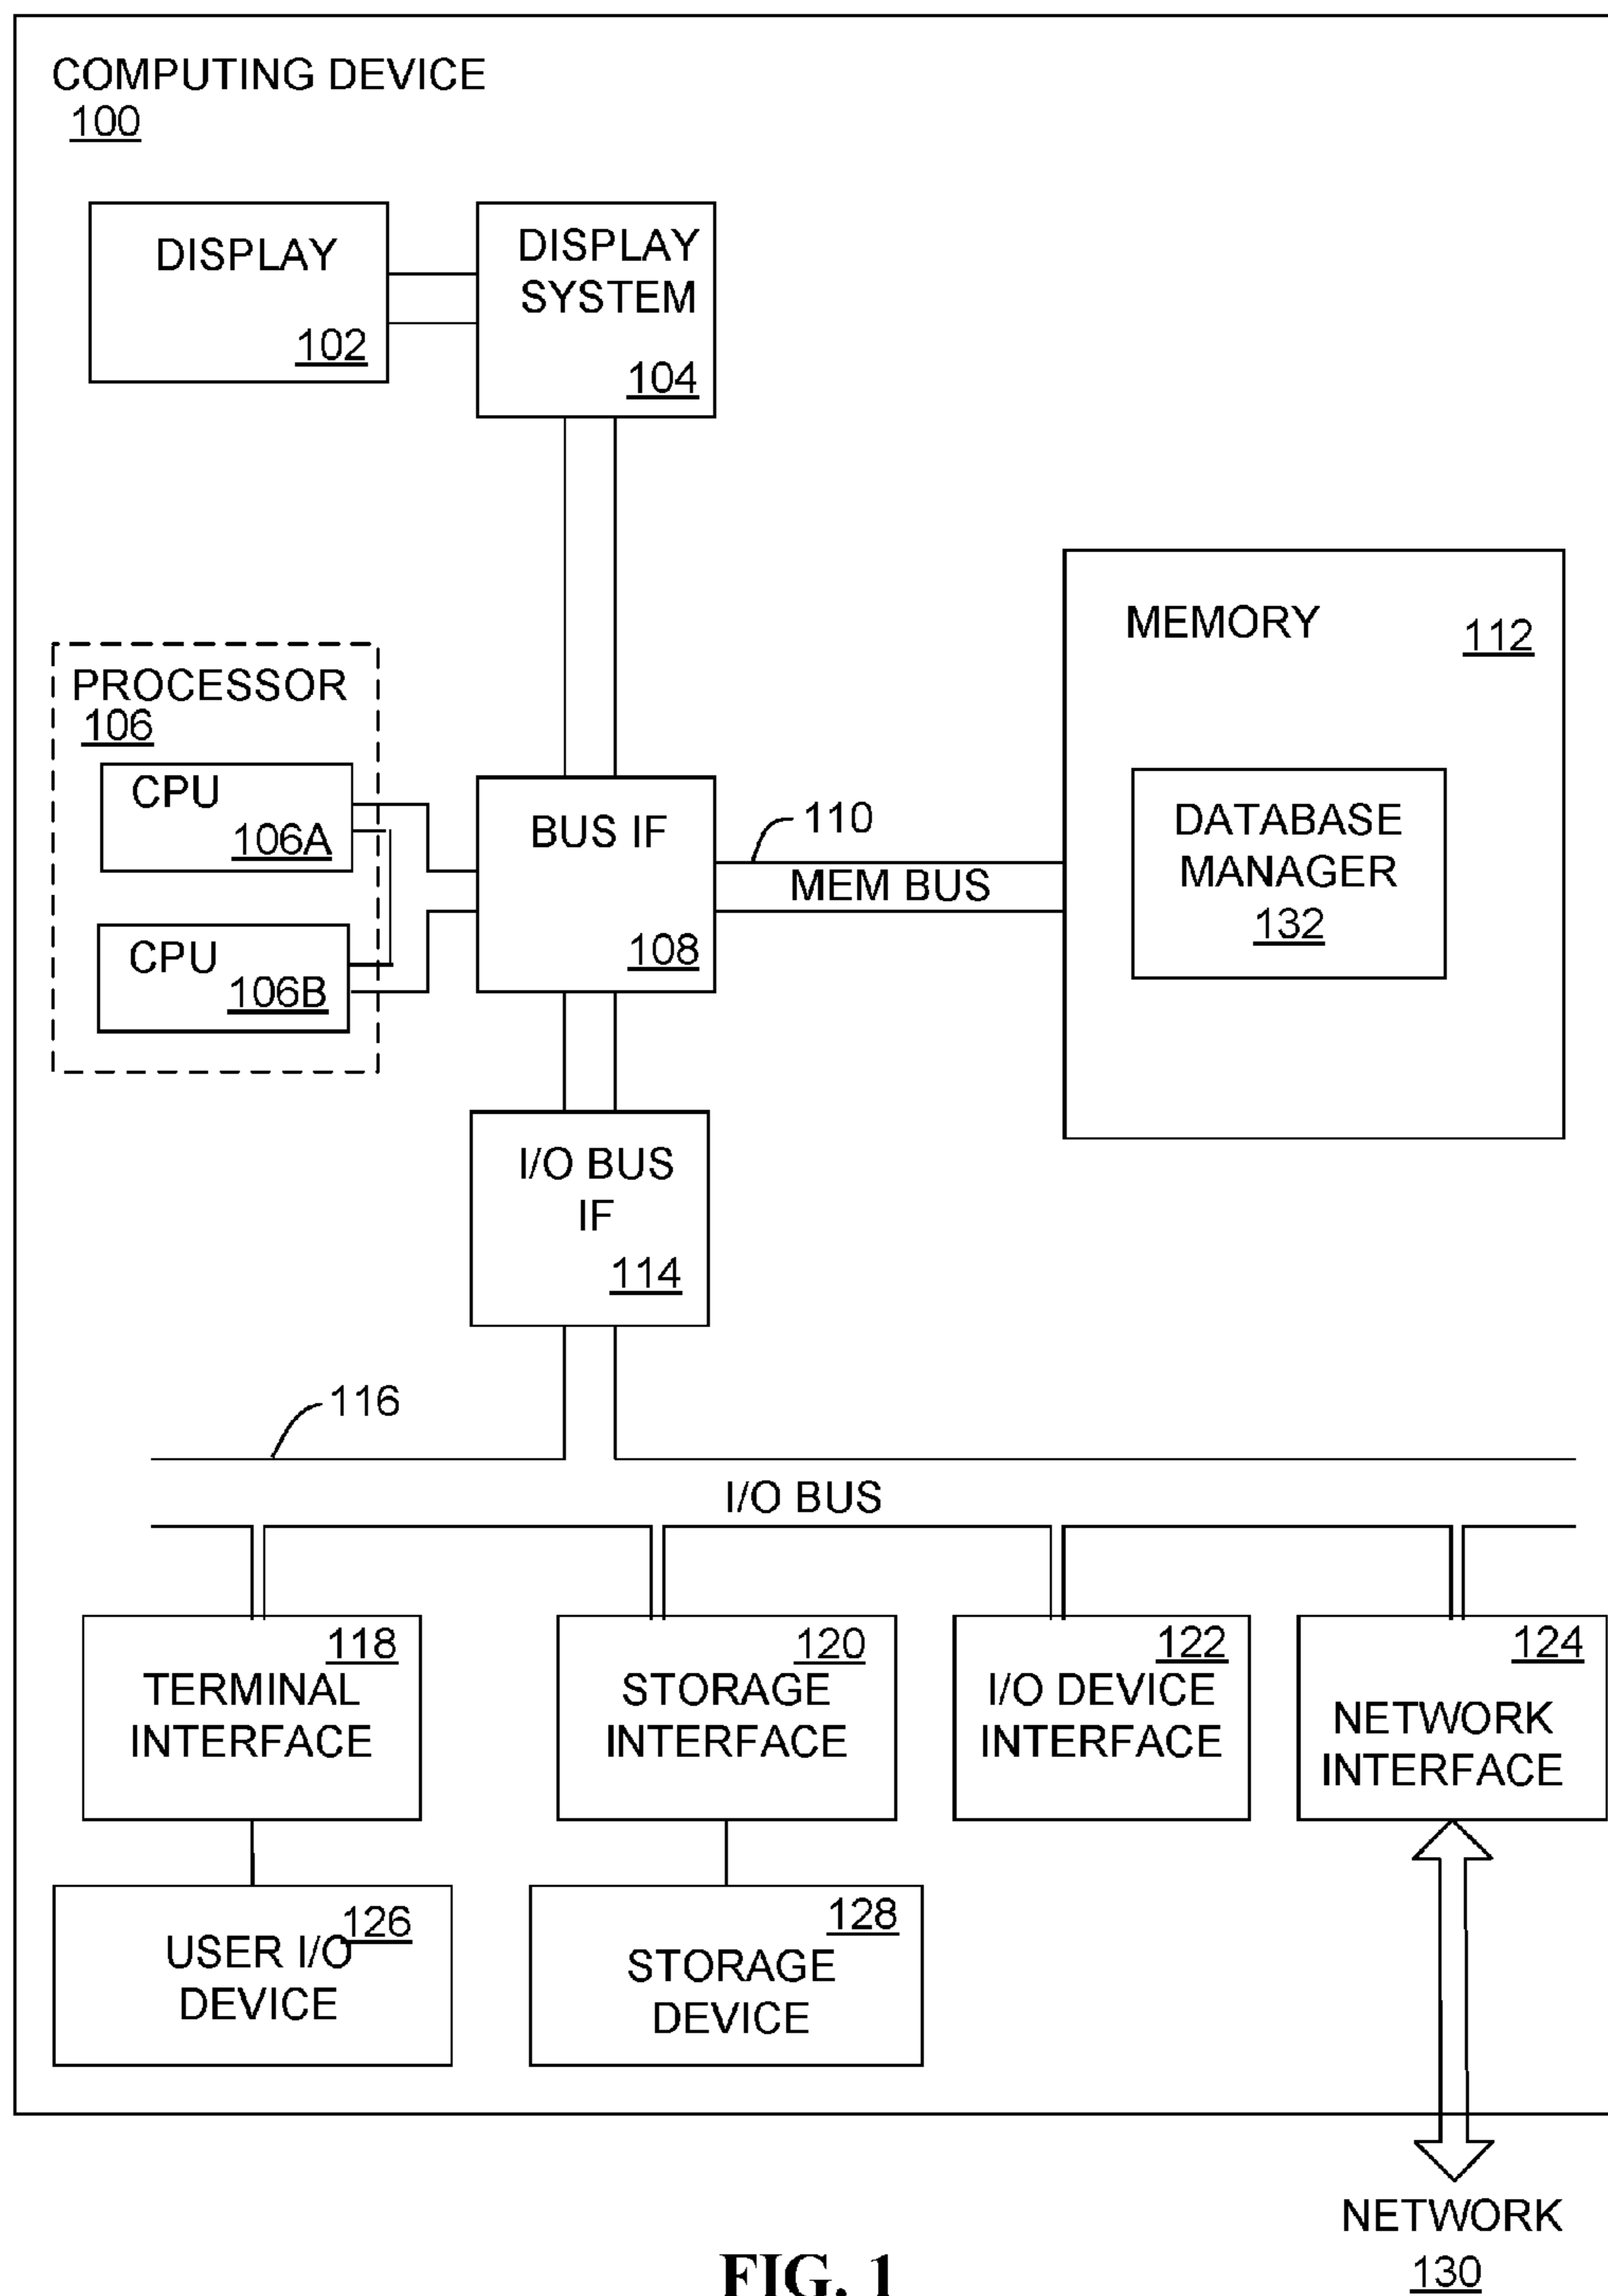 COMPUTING DEVICE
100
DISPLAY
102
DISPLAY
SYSTEM
104
PROCESSOR
106
CPU
106A
CPU
106B
BUS IF
108
110
MEM BUS
MEMORY
112
DATABASE
MANAGER
132
I/O BUS
IF
114
116
I/O BUS
118
TERMINAL
INTERFACE
120
STORAGE
INTERFACE
122
I/O DEVICE
INTERFACE
124
NETWORK
INTERFACE
126
USER I/O
DEVICE
128
STORAGE
DEVICE
NETWORK
130
FIG. 1